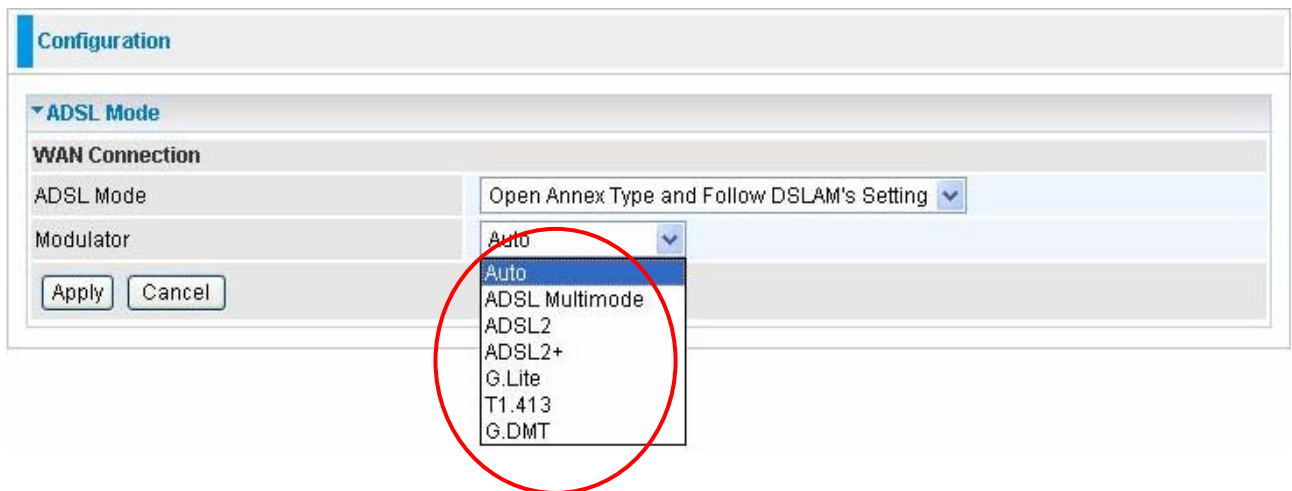 Configuration
ADSL Mode
WAN Connection
ADSL Mode Open Annex Type and Follow DSLAM's Setting
Modulator Auto
Auto
ADSL Multimode
ADSL2
ADSL2+
G.Lite
T1.413
G.DMT
Apply Cancel